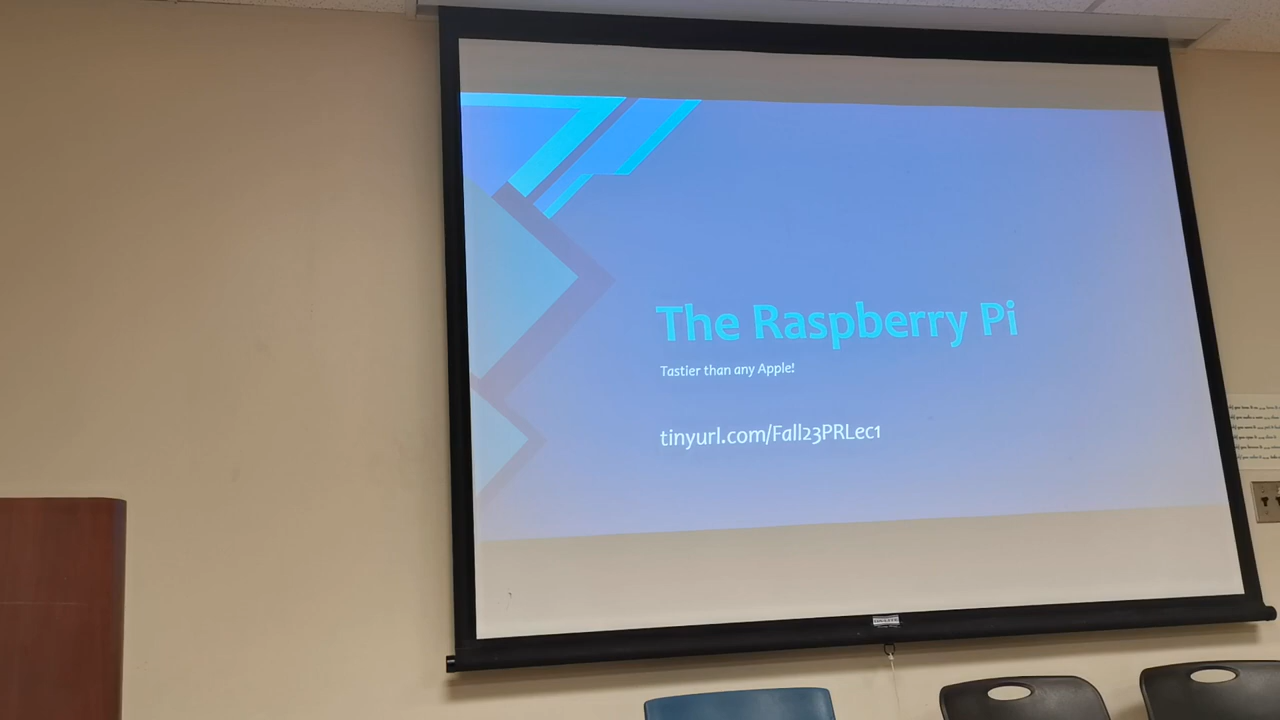 The Raspberry Pi
Tastier than any Apple!
tinyurl.com/Fall23PRLec1